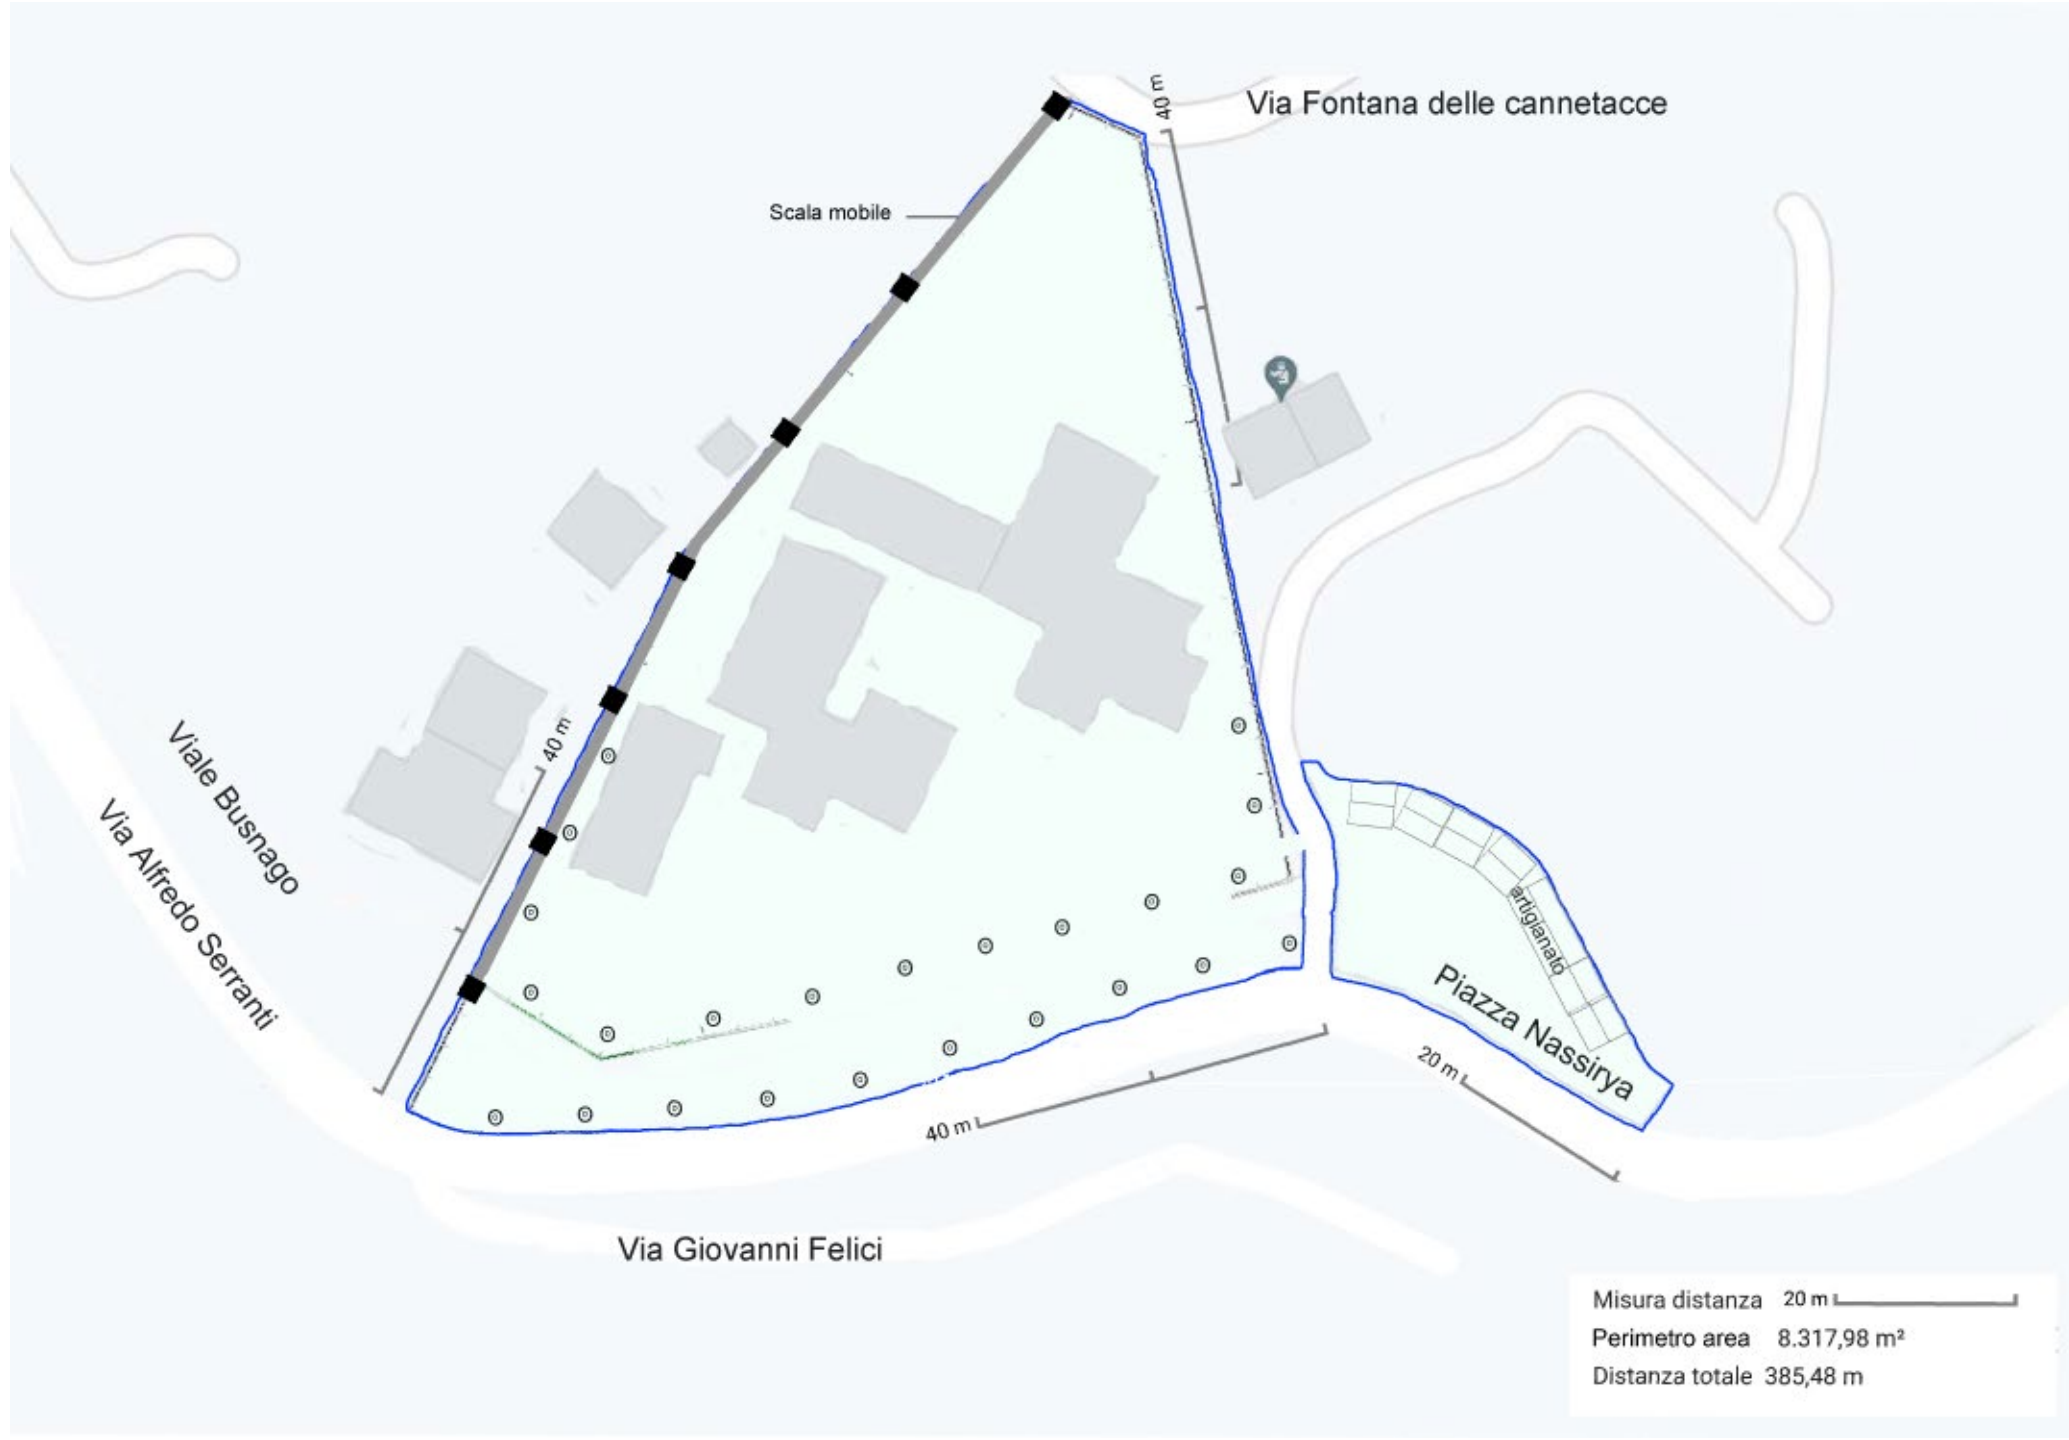 40 m
Via Fontana delle cannetacce
Scala mobile
40 m
Viale Busnago
Via Alfredo Serranti
artigianato
Piazza Nassirya
20 m
40 m
Via Giovanni Felici
Misura distanza 20 m
Perimetro area 8.317,98 m²
Distanza totale 385,48 m